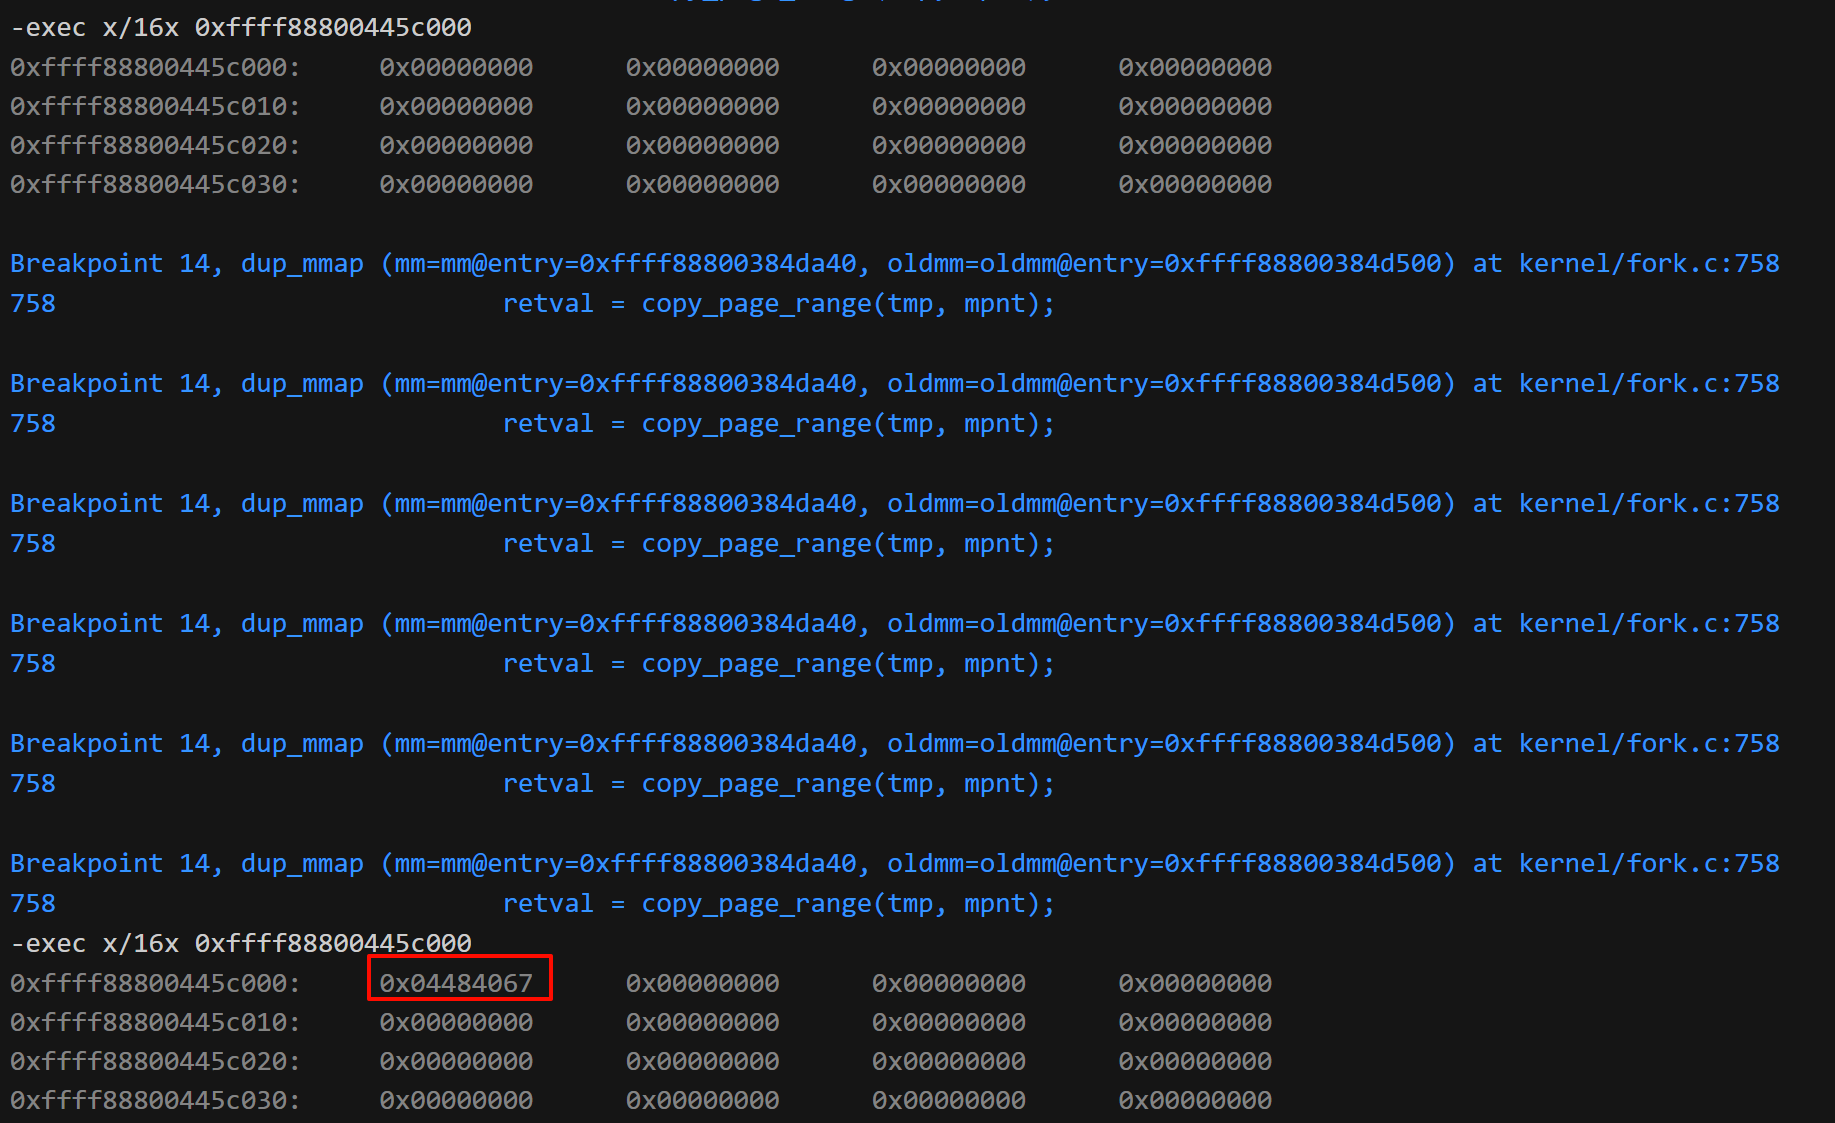 -exec x/16x 0xffff88800445c000
0xffff88800445c000: 0x00000000 0x00000000 0x00000000 0x00000000
0xffff88800445c010: 0x00000000 0x00000000 0x00000000 0x00000000
0xffff88800445c020: 0x00000000 0x00000000 0x00000000 0x00000000
0xffff88800445c030: 0x00000000 0x00000000 0x00000000 0x00000000
Breakpoint 14, dup_mmap (mm=mm@entry=0xffff88800384da40, oldmm=oldmm@entry=0xffff88800384d500) at kernel/fork.c:758
758 retval = copy_page_range(tmp, mpnt);
Breakpoint 14, dup_mmap (mm=mm@entry=0xffff88800384da40, oldmm=oldmm@entry=0xffff88800384d500) at kernel/fork.c:758
758 retval = copy_page_range(tmp, mpnt);
Breakpoint 14, dup_mmap (mm=mm@entry=0xffff88800384da40, oldmm=oldmm@entry=0xffff88800384d500) at kernel/fork.c:758
758 retval = copy_page_range(tmp, mpnt);
Breakpoint 14, dup_mmap (mm=mm@entry=0xffff88800384da40, oldmm=oldmm@entry=0xffff88800384d500) at kernel/fork.c:758
758 retval = copy_page_range(tmp, mpnt);
Breakpoint 14, dup_mmap (mm=mm@entry=0xffff88800384da40, oldmm=oldmm@entry=0xffff88800384d500) at kernel/fork.c:758
758 retval = copy_page_range(tmp, mpnt);
Breakpoint 14, dup_mmap (mm=mm@entry=0xffff88800384da40, oldmm=oldmm@entry=0xffff88800384d500) at kernel/fork.c:758
758 retval = copy_page_range(tmp, mpnt);
-exec x/16x 0xffff88800445c000
0xffff88800445c000: 0x04484067 0x00000000 0x00000000 0x00000000
0xffff88800445c010: 0x00000000 0x00000000 0x00000000 0x00000000
0xffff88800445c020: 0x00000000 0x00000000 0x00000000 0x00000000
0xffff88800445c030: 0x00000000 0x00000000 0x00000000 0x00000000